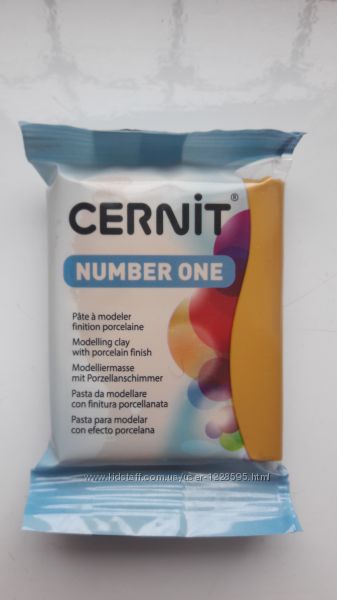 CERNiT®
NUMBER ONE
Pâte à modeler
finition porcelaine
Modelling clay
with porcelain finish
Modelliermasse
mit Porzellanschimmer
Pasta da modellare
con finitura porcellanata
Pasta para modelar
con efecto porcelana
www.kidstaff.com.ua/user-1228595.html